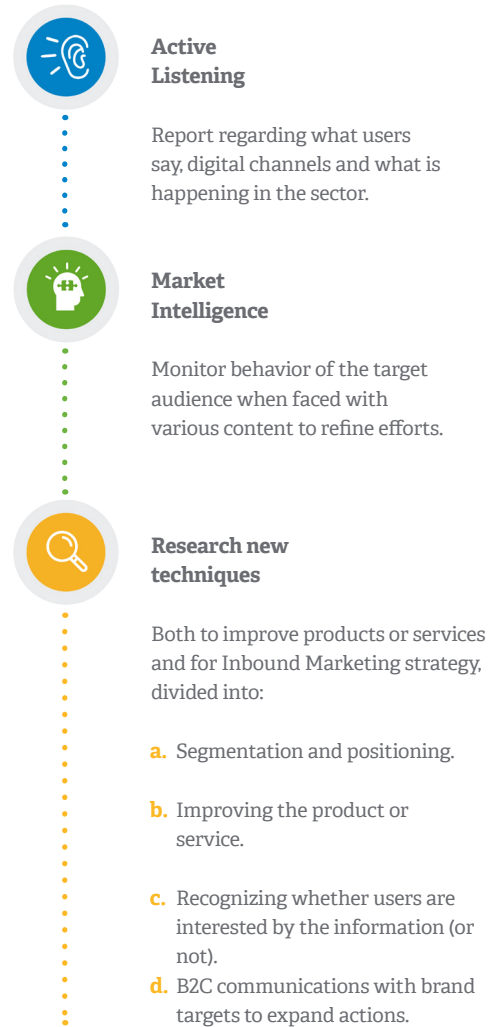 Active
Listening
Report regarding what users
say, digital channels and what is
happening in the sector.
Market
Intelligence
Monitor behavior of the target
audience when faced with
various content to refine efforts.
Research new
techniques
Both to improve products or services
and for Inbound Marketing strategy,
divided into:
a. Segmentation and positioning.
b. Improving the product or
service.
c. Recognizing whether users are
interested by the information (or
not).
d. B2C communications with brand
targets to expand actions.